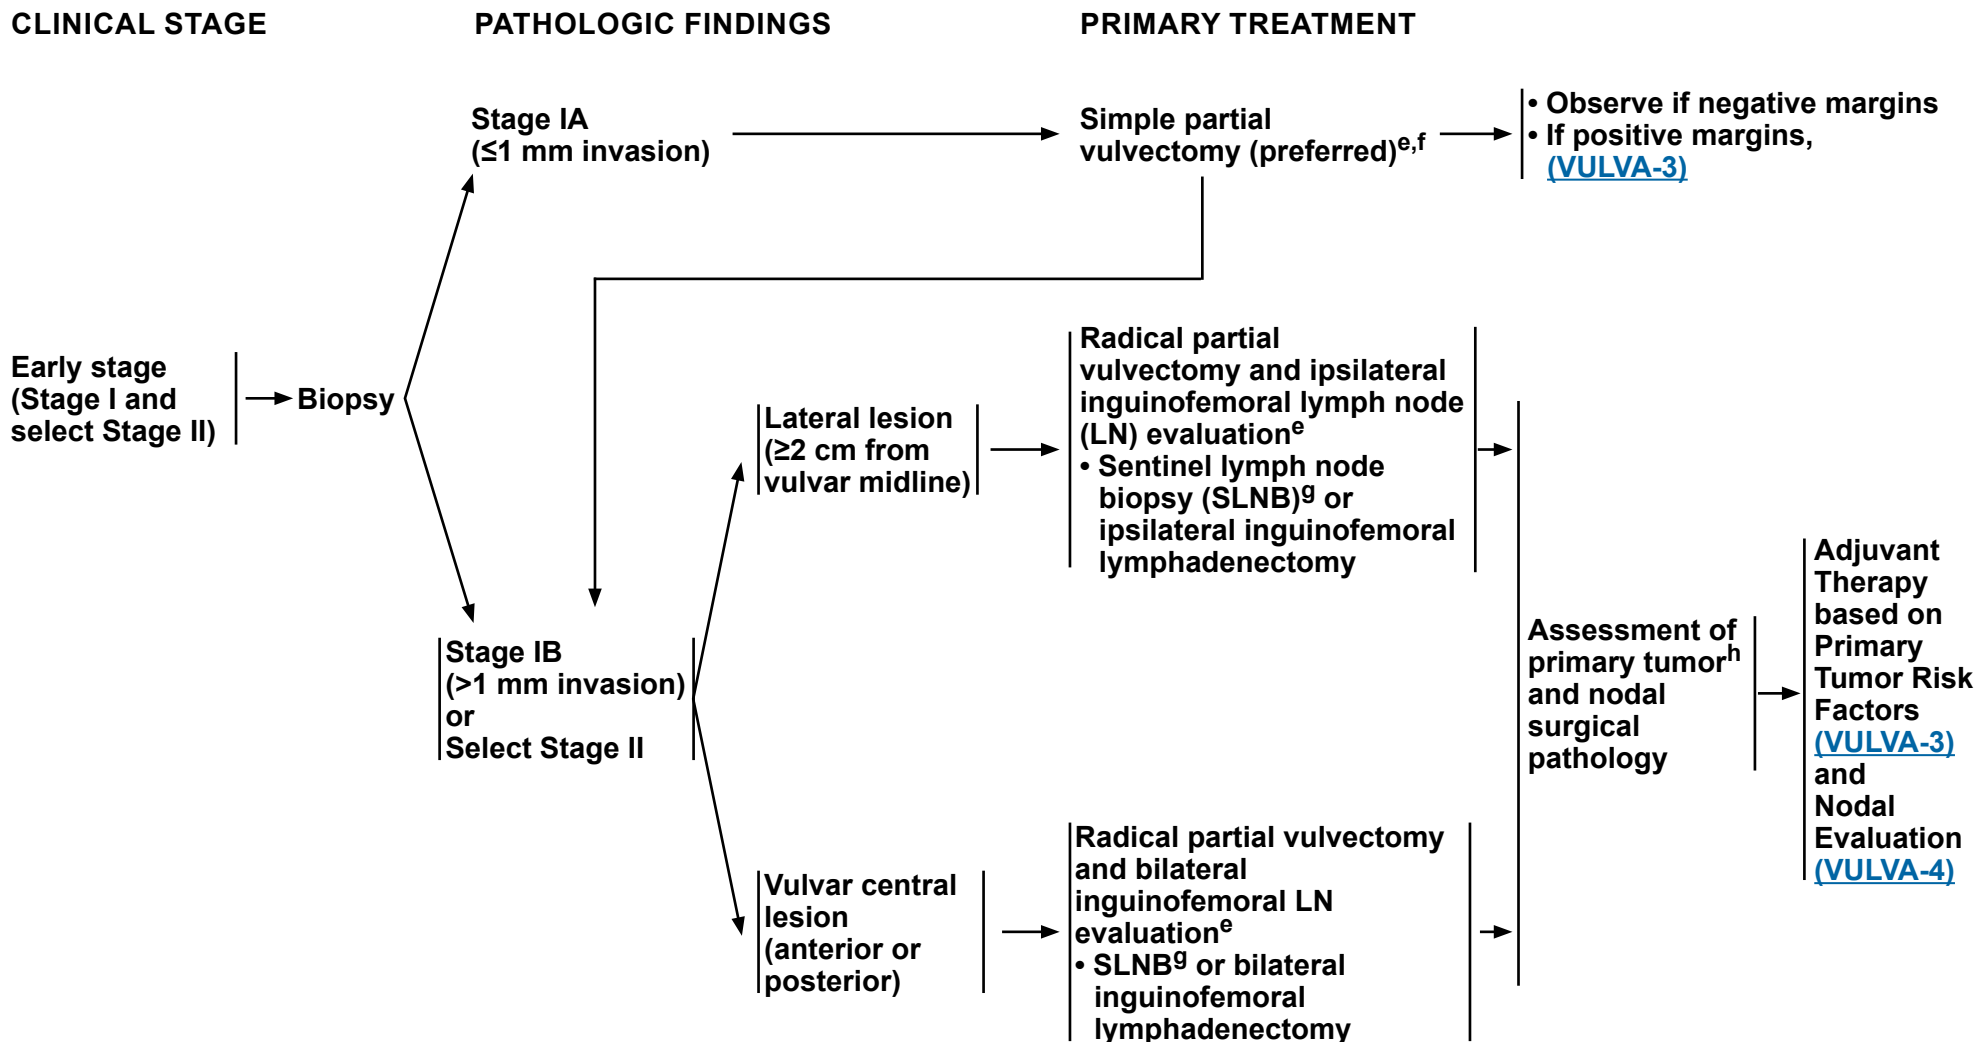 CLINICAL STAGE
PATHOLOGIC FINDINGS
PRIMARY TREATMENT
Stage IA
(≤1 mm invasion)
Simple partial
vulvectomy (preferred)e,f
• Observe if negative margins
• If positive margins,
(VULVA-3)
Early stage
(Stage I and
select Stage II)
Biopsy
Stage IB
(>1 mm invasion)
or
Select Stage II
Lateral lesion
(≥2 cm from
vulvar midline)
Radical partial
vulvectomy and ipsilateral
inguinofemoral lymph node
(LN) evaluatione
• Sentinel lymph node
biopsy (SLNB)g or
ipsilateral inguinofemoral
lymphadenectomy
Vulvar central
lesion
(anterior or
posterior)
Radical partial vulvectomy
and bilateral
inguinofemoral LN
evaluatione
• SLNBg or bilateral
inguinofemoral
lymphadenectomy
Assessment of
primary tumorh
and nodal
surgical
pathology
Adjuvant
Therapy
based on
Primary
Tumor Risk
Factors
(VULVA-3)
and
Nodal
Evaluation
(VULVA-4)